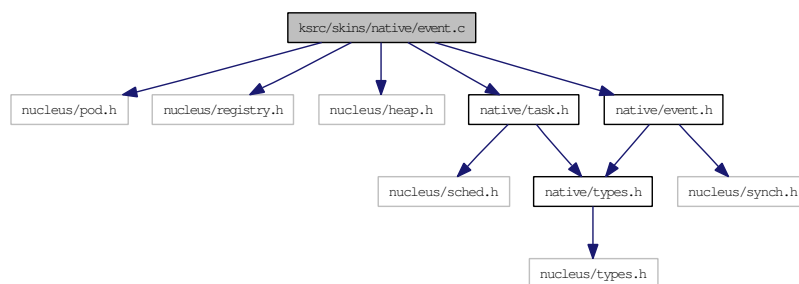 ksrc/skins/native/event.c
nucleus/pod.h
nucleus/registry.h
nucleus/heap.h
native/task.h
native/event.h
nucleus/sched.h
native/types.h
nucleus/synch.h
nucleus/types.h